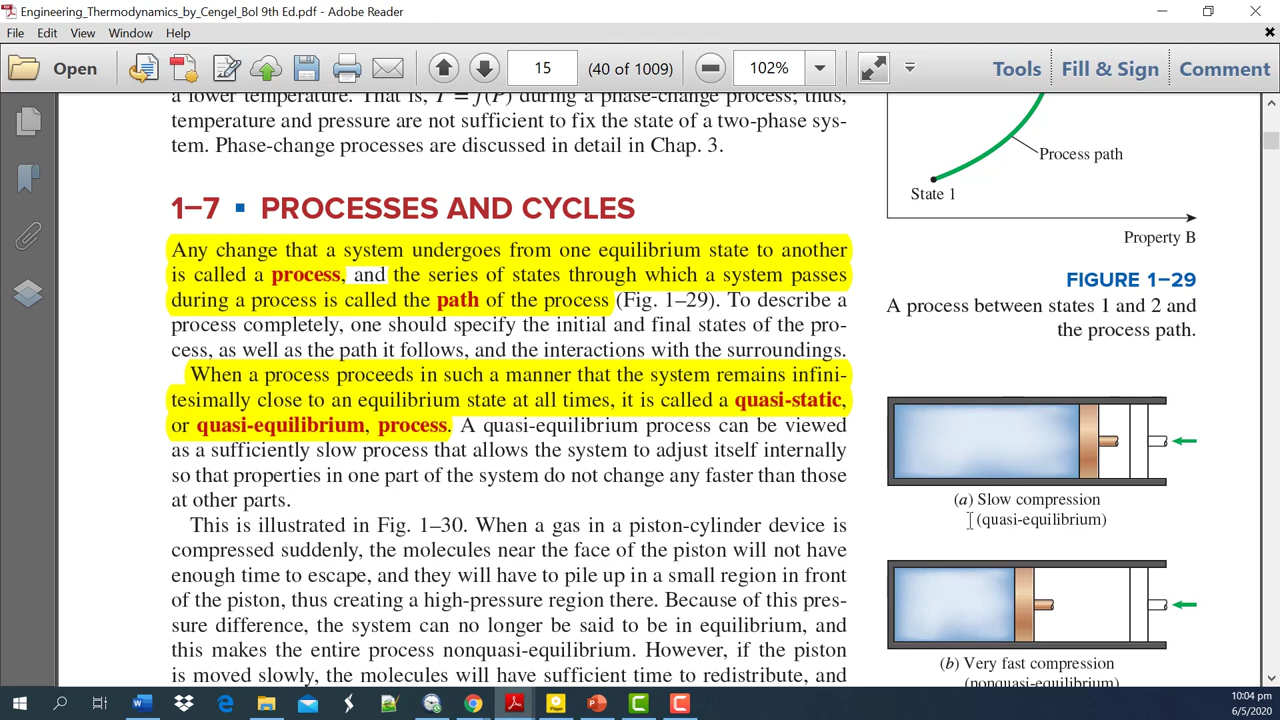 Engineering_Thermodynamics_by_Cengel_Bol 9th Ed.pdf - Adobe Reader
File Edit View Window Help
Open 15 (40 of 1009) 102% Tools Fill & Sign Comment
a lower temperature. That is, T = f(P) during a phase-change process; thus,
temperature and pressure are not sufficient to fix the state of a two-phase sys-
tem. Phase-change processes are discussed in detail in Chap. 3.
1–7 ▪ PROCESSES AND CYCLES
Any change that a system undergoes from one equilibrium state to another
is called a process, and the series of states through which a system passes
during a process is called the path of the process (Fig. 1–29). To describe a
process completely, one should specify the initial and final states of the pro-
cess, as well as the path it follows, and the interactions with the surroundings.
When a process proceeds in such a manner that the system remains infini-
tesimally close to an equilibrium state at all times, it is called a quasi-static,
or quasi-equilibrium, process. A quasi-equilibrium process can be viewed
as a sufficiently slow process that allows the system to adjust itself internally
so that properties in one part of the system do not change any faster than those
at other parts.
This is illustrated in Fig. 1–30. When a gas in a piston-cylinder device is
compressed suddenly, the molecules near the face of the piston will not have
enough time to escape, and they will have to pile up in a small region in front
of the piston, thus creating a high-pressure region there. Because of this pres-
sure difference, the system can no longer be said to be in equilibrium, and
this makes the entire process nonquasi-equilibrium. However, if the piston
is moved slowly, the molecules will have sufficient time to redistribute, and
Process path
State 1
Property B
FIGURE 1–29
A process between states 1 and 2 and
the process path.
(a) Slow compression
(quasi-equilibrium)
(b) Very fast compression
(nonquasi-equilibrium)
10:04 pm
6/5/2020